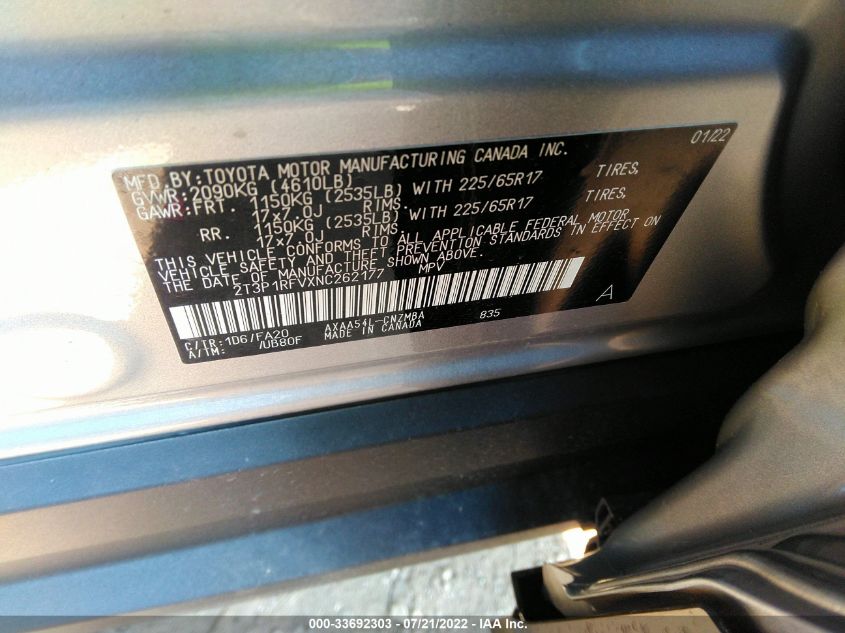 01/22
MFD.BY:TOYOTA MOTOR MANUFACTURING CANADA INC.
GVWR:2090KG (4610LB)
GAWR:FRT. 1150KG (2535LB) WITH 225/65R17 TIRES,
17x7.0J RIMS.
RR. 1150KG (2535LB) WITH 225/65R17 TIRES,
17x7.0J RIMS.
THIS VEHICLE CONFORMS TO ALL APPLICABLE FEDERAL MOTOR
VEHICLE SAFETY AND THEFT PREVENTION STANDARDS IN EFFECT ON
THE DATE OF MANUFACTURE SHOWN ABOVE.
2T3P1RFVXNC262177 MPV
A
C/TR:1D6/FA20 AXAA54L-CNZMBA 835
A/TM: /UB80F MADE IN CANADA
000-33692303 - 07/21/2022 - IAA Inc.